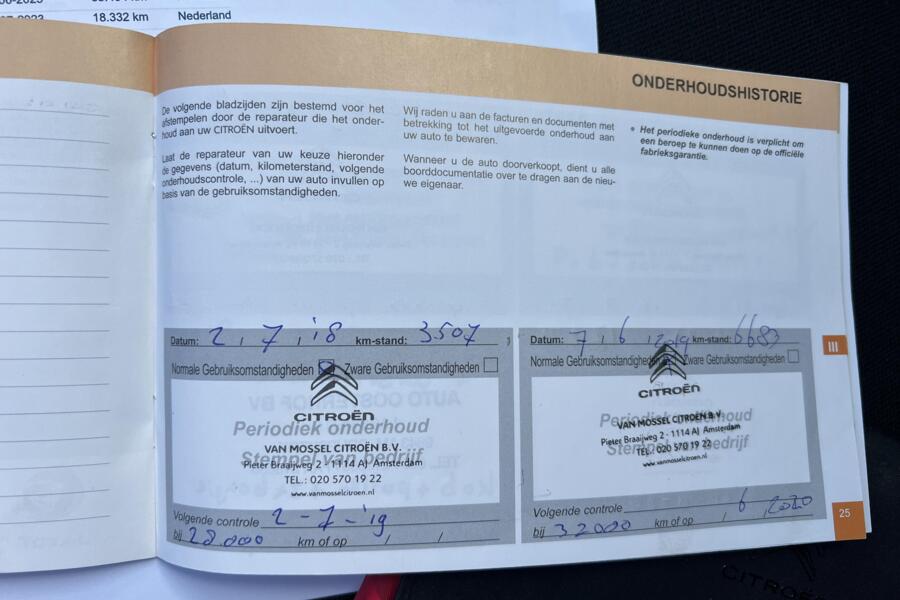 18.332 km Nederland
ONDERHOUDSHISTORIE
De volgende bladzijden zijn bestemd voor het
afstempelen door de reparateur die het onder-
houd aan uw CITROËN uitvoert.
Laat de reparateur van uw keuze hieronder
de gegevens (datum, kilometerstand, volgende
onderhoudscontrole, ...) van uw auto invullen op
basis van de gebruiksomstandigheden.
Wij raden u aan de facturen en documenten met
betrekking tot het uitgevoerde onderhoud aan
uw auto te bewaren.
Wanneer u de auto doorverkoopt, dient u alle
boorddocumentatie over te dragen aan de nieu-
we eigenaar.
• Het periodieke onderhoud is verplicht om
een beroep te kunnen doen op de officiële
fabrieksgarantie.
Datum: 2, 7, '18 km-stand: 3507
Normale Gebruiksomstandigheden Zware Gebruiksomstandigheden
CITROËN
Periodiek onderhoud
VAN MOSSEL CITROËN B.V.
Stempel van bedrijf
Pieter Braaijweg 2 - 1114 AJ Amsterdam
TEL.: 020 570 19 22
www.vanmosselcitroen.nl
Volgende controle 2-7-'19
bij 28.000 km of op / /
Datum: 7, 6, 2019 km-stand: 6683
Normale Gebruiksomstandigheden Zware Gebruiksomstandigheden
CITROËN
Periodiek onderhoud
VAN MOSSEL CITROËN B.V.
Pieter Braaijweg 2 - 1114 AJ Amsterdam
Stempel van bedrijf
TEL.: 020 570 19 22
www.vanmosselcitroen.nl
Volgende controle
bij 32000 km of op / 6, 2020
III
25
CITROËN